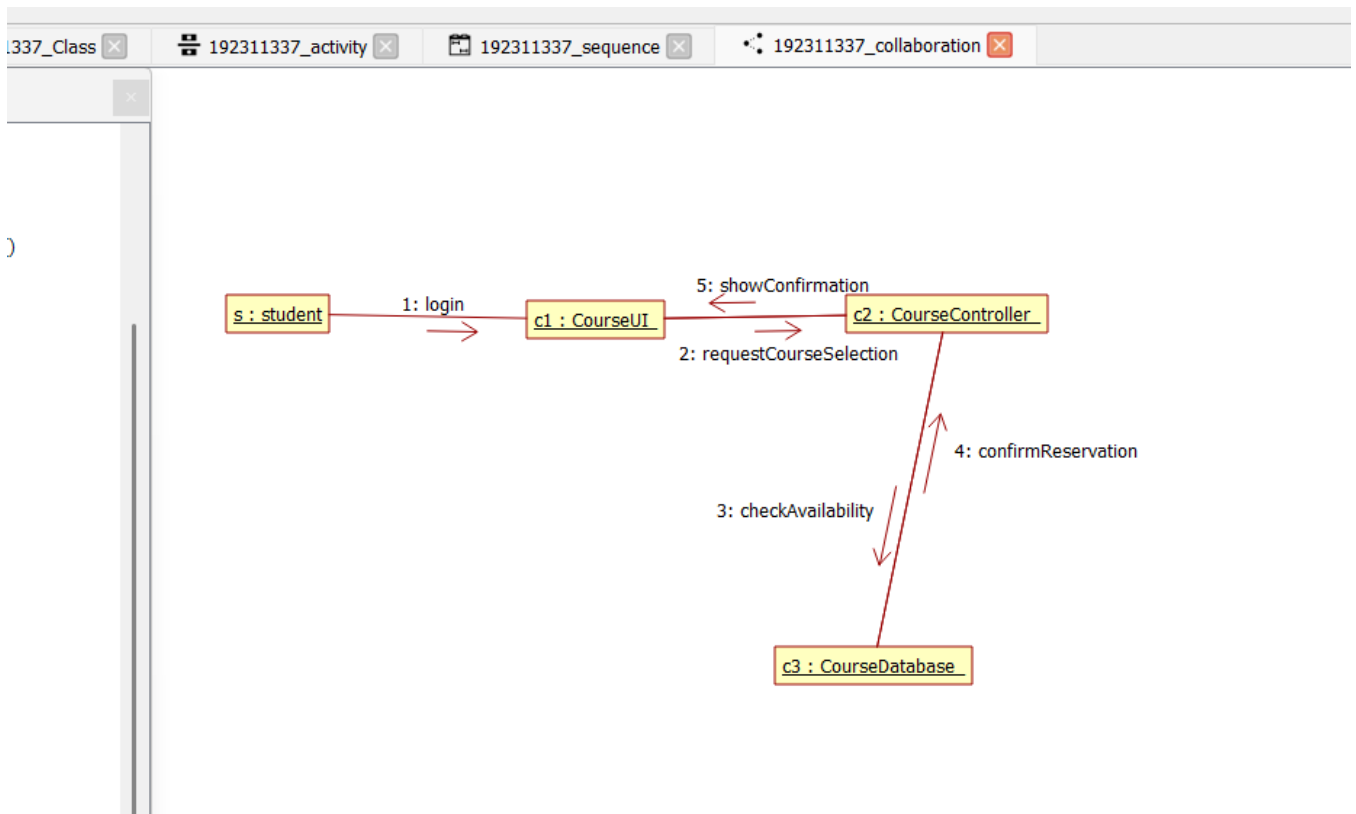 1337_Class
192311337_activity
192311337_sequence
192311337_collaboration
)
5: showConfirmation
1: login
s : student
c1 : CourseUI
c2 : CourseController
2: requestCourseSelection
4: confirmReservation
3: checkAvailability
c3 : CourseDatabase